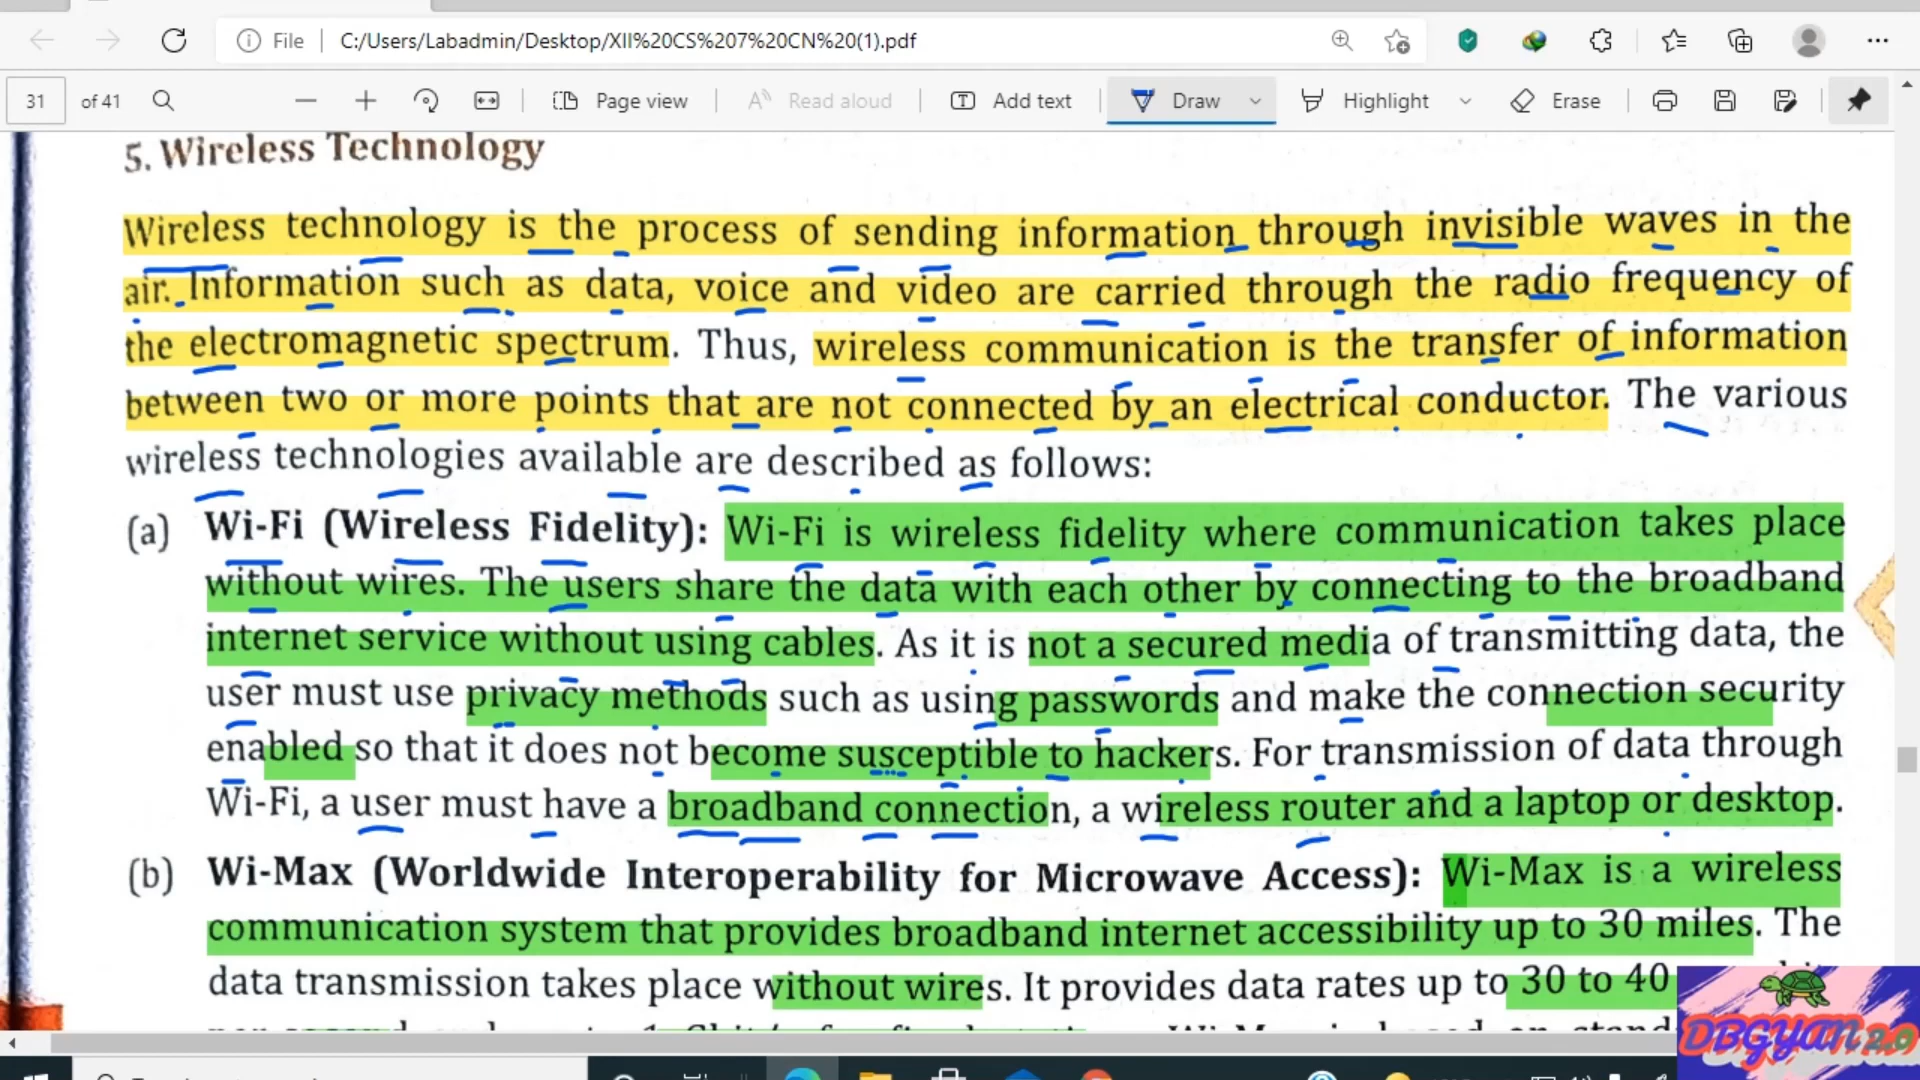 File
C:/Users/Labadmin/Desktop/XII%20CS%207%20CN%20(1).pdf
31 of 41
Page view
Read aloud
Add text
Draw
Highlight
Erase
5. Wireless Technology
Wireless technology is the process of sending information through invisible waves in the
air. Information such as data, voice and video are carried through the radio frequency of
the electromagnetic spectrum. Thus, wireless communication is the transfer of information
between two or more points that are not connected by an electrical conductor. The various
wireless technologies available are described as follows:
(a) Wi-Fi (Wireless Fidelity): Wi-Fi is wireless fidelity where communication takes place
without wires. The users share the data with each other by connecting to the broadband
internet service without using cables. As it is not a secured media of transmitting data, the
user must use privacy methods such as using passwords and make the connection security
enabled so that it does not become susceptible to hackers. For transmission of data through
Wi-Fi, a user must have a broadband connection, a wireless router and a laptop or desktop.
(b) Wi-Max (Worldwide Interoperability for Microwave Access): Wi-Max is a wireless
communication system that provides broadband internet accessibility up to 30 miles. The
data transmission takes place without wires. It provides data rates up to 30 to 40
DBGYAN 2.0